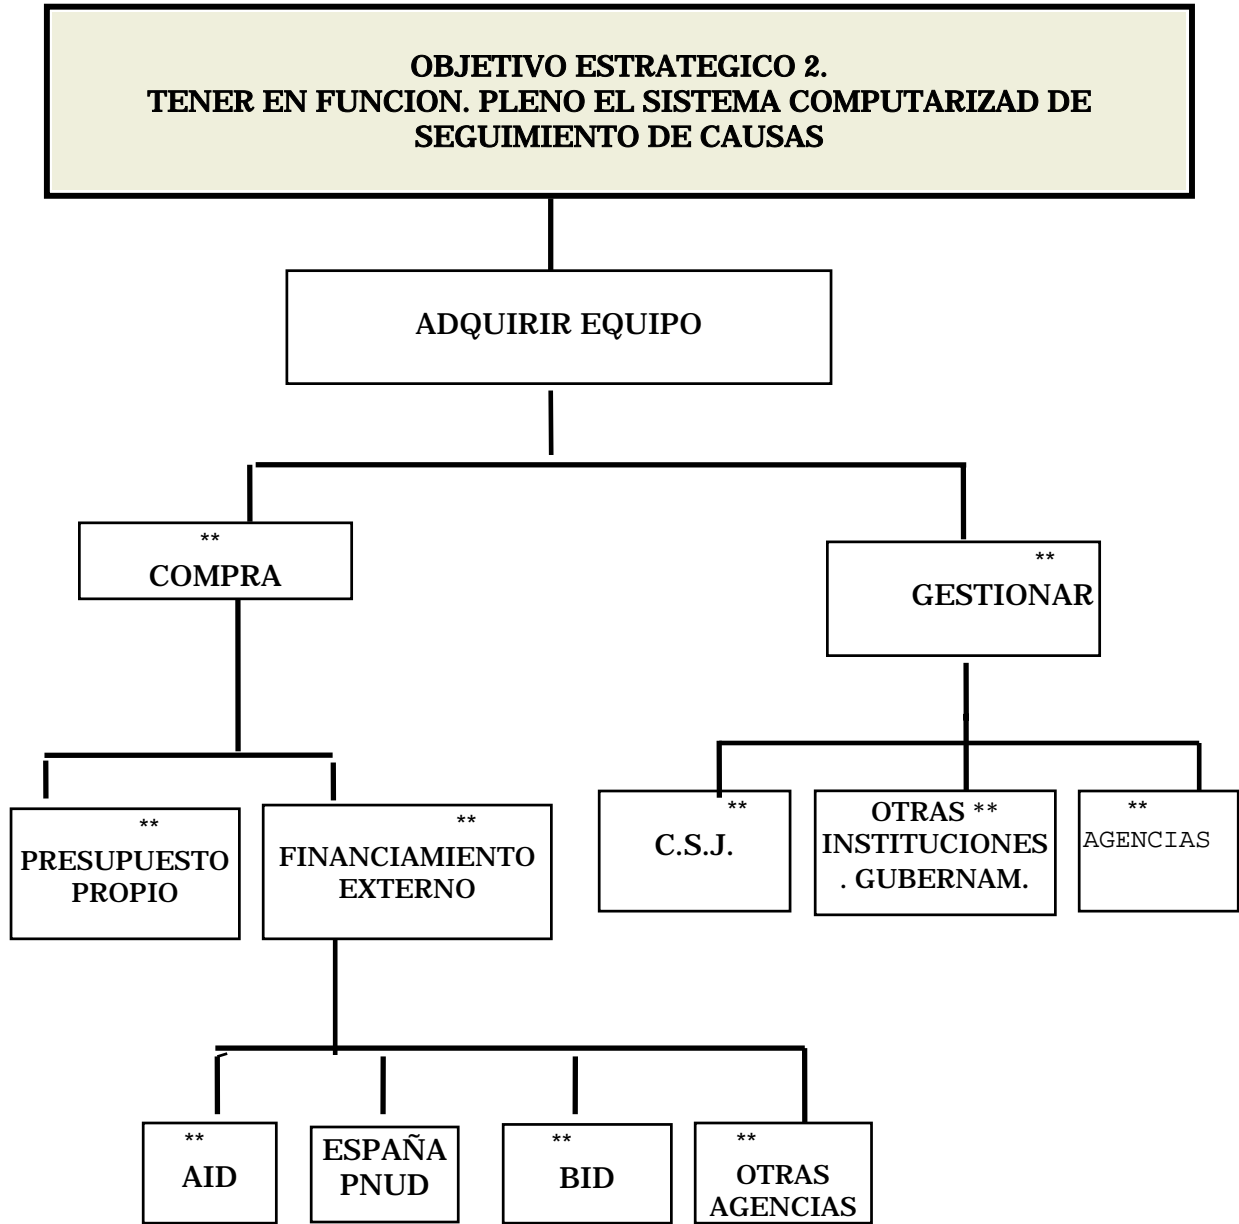 OBJETIVO ESTRATEGICO 2.
TENER EN FUNCION. PLENO EL SISTEMA COMPUTARIZAD DE
SEGUIMIENTO DE CAUSAS
ADQUIRIR EQUIPO
**
COMPRA
**
GESTIONAR
**
PRESUPUESTO
PROPIO
**
FINANCIAMIENTO
EXTERNO
**
C.S.J.
OTRAS **
INSTITUCIONES
. GUBERNAM.
**
AGENCIAS
**
AID
ESPAÑA
PNUD
**
BID
**
OTRAS
AGENCIAS